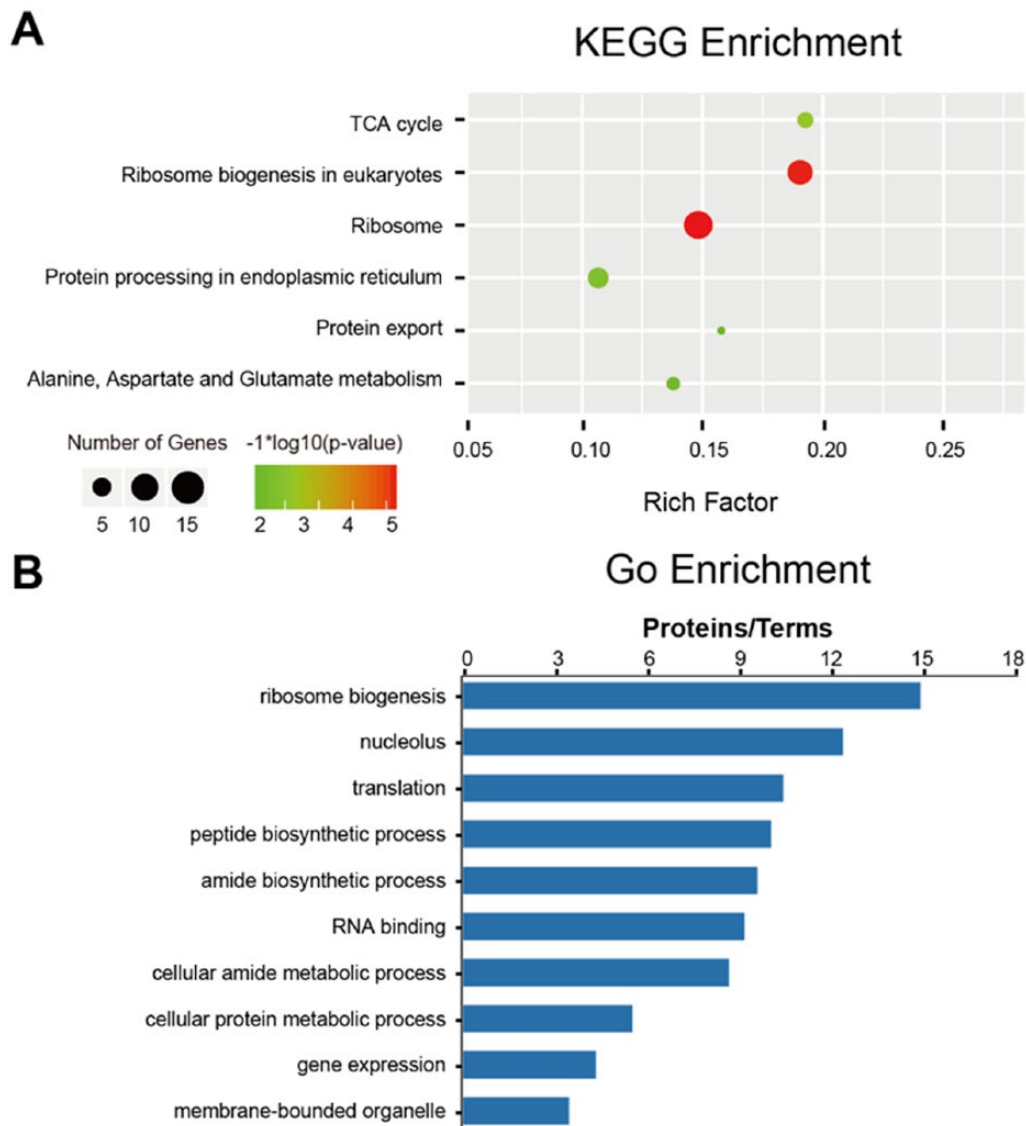 A
KEGG Enrichment
TCA cycle
Ribosome biogenesis in eukaryotes
Ribosome
Protein processing in endoplasmic reticulum
Protein export
Alanine, Aspartate and Glutamate metabolism
0.05 0.10 0.15 0.20 0.25
Rich Factor
Number of Genes -1*log10(p-value)
5 10 15 2 3 4 5
B
Go Enrichment
Proteins/Terms
0 3 6 9 12 15 18
ribosome biogenesis
nucleolus
translation
peptide biosynthetic process
amide biosynthetic process
RNA binding
cellular amide metabolic process
cellular protein metabolic process
gene expression
membrane-bounded organelle